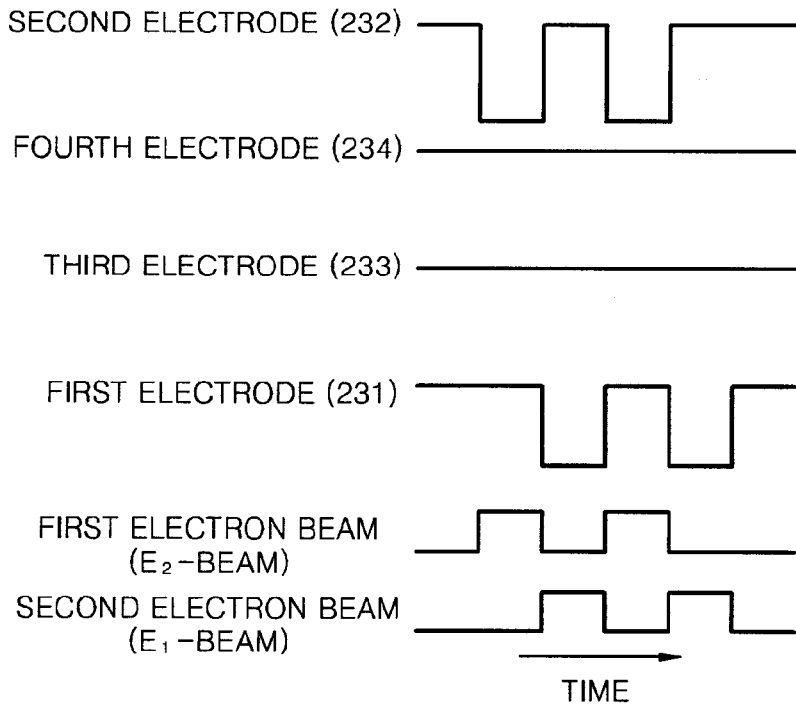 SECOND ELECTRODE (232)
FOURTH ELECTRODE (234)
THIRD ELECTRODE (233)
FIRST ELECTRODE (231)
FIRST ELECTRON BEAM
(E₂-BEAM)
SECOND ELECTRON BEAM
(E₁-BEAM)
TIME